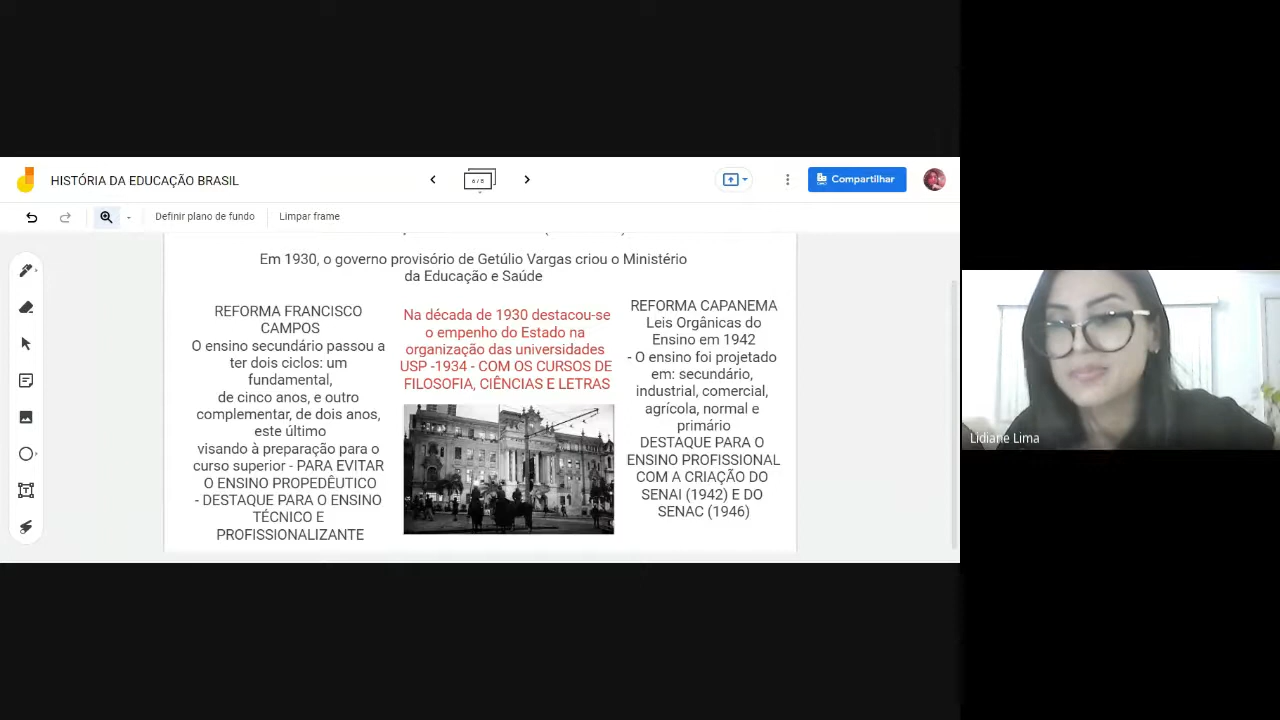 HISTÓRIA DA EDUCAÇÃO BRASIL
6 / 8
Compartilhar
Definir plano de fundo
Limpar frame
Em 1930, o governo provisório de Getúlio Vargas criou o Ministério
da Educação e Saúde
REFORMA FRANCISCO
CAMPOS
O ensino secundário passou a
ter dois ciclos: um
fundamental,
de cinco anos, e outro
complementar, de dois anos,
este último
visando à preparação para o
curso superior - PARA EVITAR
O ENSINO PROPEDÊUTICO
- DESTAQUE PARA O ENSINO
TÉCNICO E
PROFISSIONALIZANTE
Na década de 1930 destacou-se
o empenho do Estado na
organização das universidades
USP -1934 - COM OS CURSOS DE
FILOSOFIA, CIÊNCIAS E LETRAS
REFORMA CAPANEMA
Leis Orgânicas do
Ensino em 1942
- O ensino foi projetado
em: secundário,
industrial, comercial,
agrícola, normal e
primário
DESTAQUE PARA O
ENSINO PROFISSIONAL
COM A CRIAÇÃO DO
SENAI (1942) E DO
SENAC (1946)
Lidiane Lima